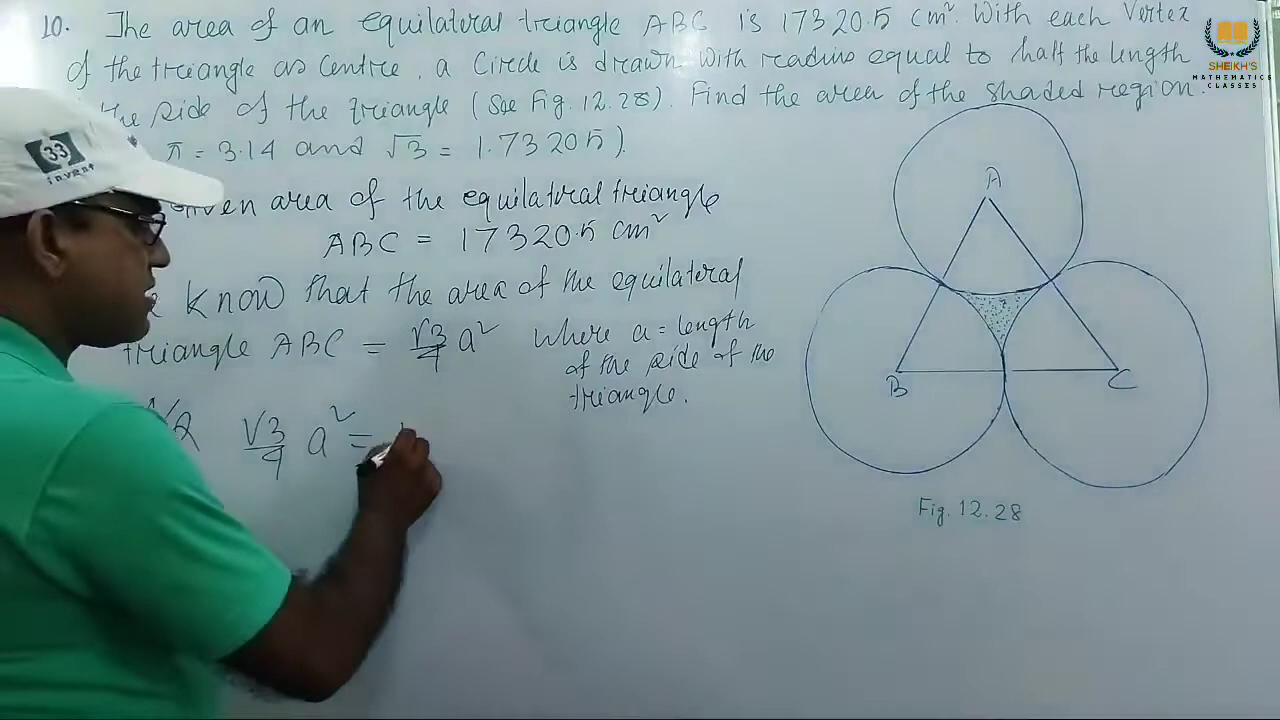 10. The area of an equilateral triangle ABC is 17320.5 cm². With each vertex
of the triangle as centre, a circle is drawn with radius equal to half the length
the side of the triangle (See Fig. 12.28). Find the area of the shaded region.
π = 3.14 and √3 = 1.73205).
area of the equilateral triangle
ABC = 17320.5 cm²
know that the area of the equilateral
triangle ABC = √3/4 a² where a = length
of the side of the
triangle.
√3/4 a² =
A
B
C
Fig. 12.28
SHEIKH'S
MATHEMATICS
CLASSES
33
invent